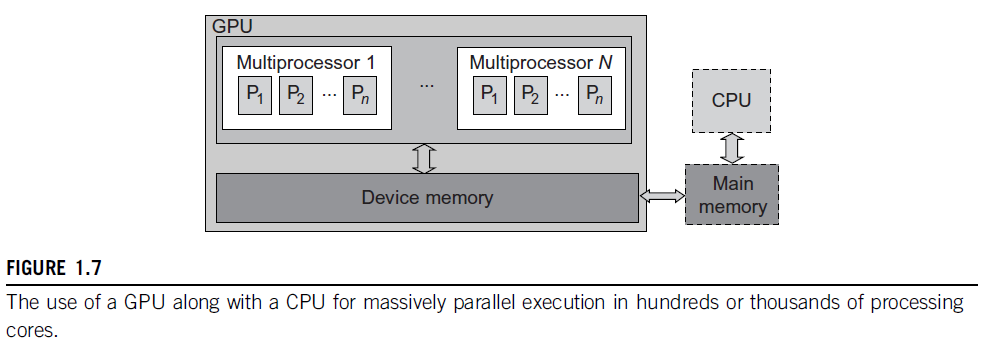 GPU
Multiprocessor 1
P1 P2 ... Pn
...
Multiprocessor N
P1 P2 ... Pn
CPU
Device memory
Main
memory
FIGURE 1.7
The use of a GPU along with a CPU for massively parallel execution in hundreds or thousands of processing
cores.